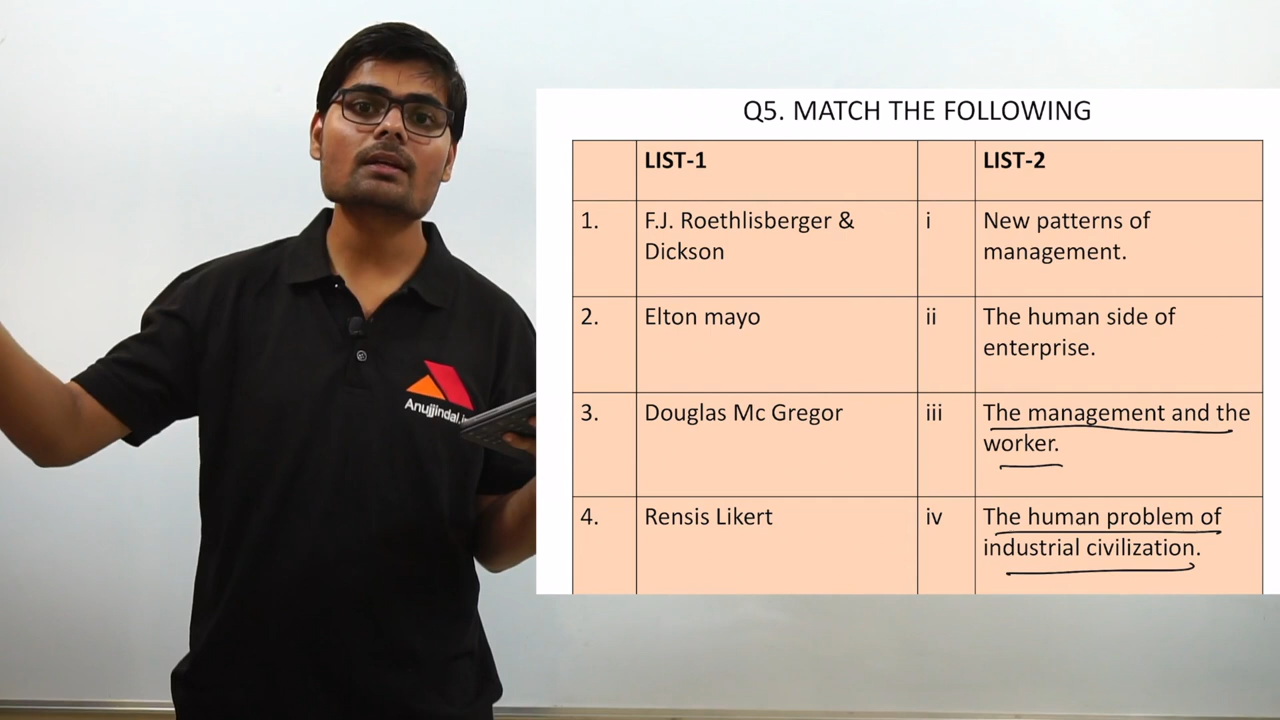 Q5. MATCH THE FOLLOWING
LIST-1 LIST-2
1. F.J. Roethlisberger & i New patterns of
Dickson management.
2. Elton mayo ii The human side of
enterprise.
3. Douglas Mc Gregor iii The management and the
worker.
4. Rensis Likert iv The human problem of
industrial civilization.